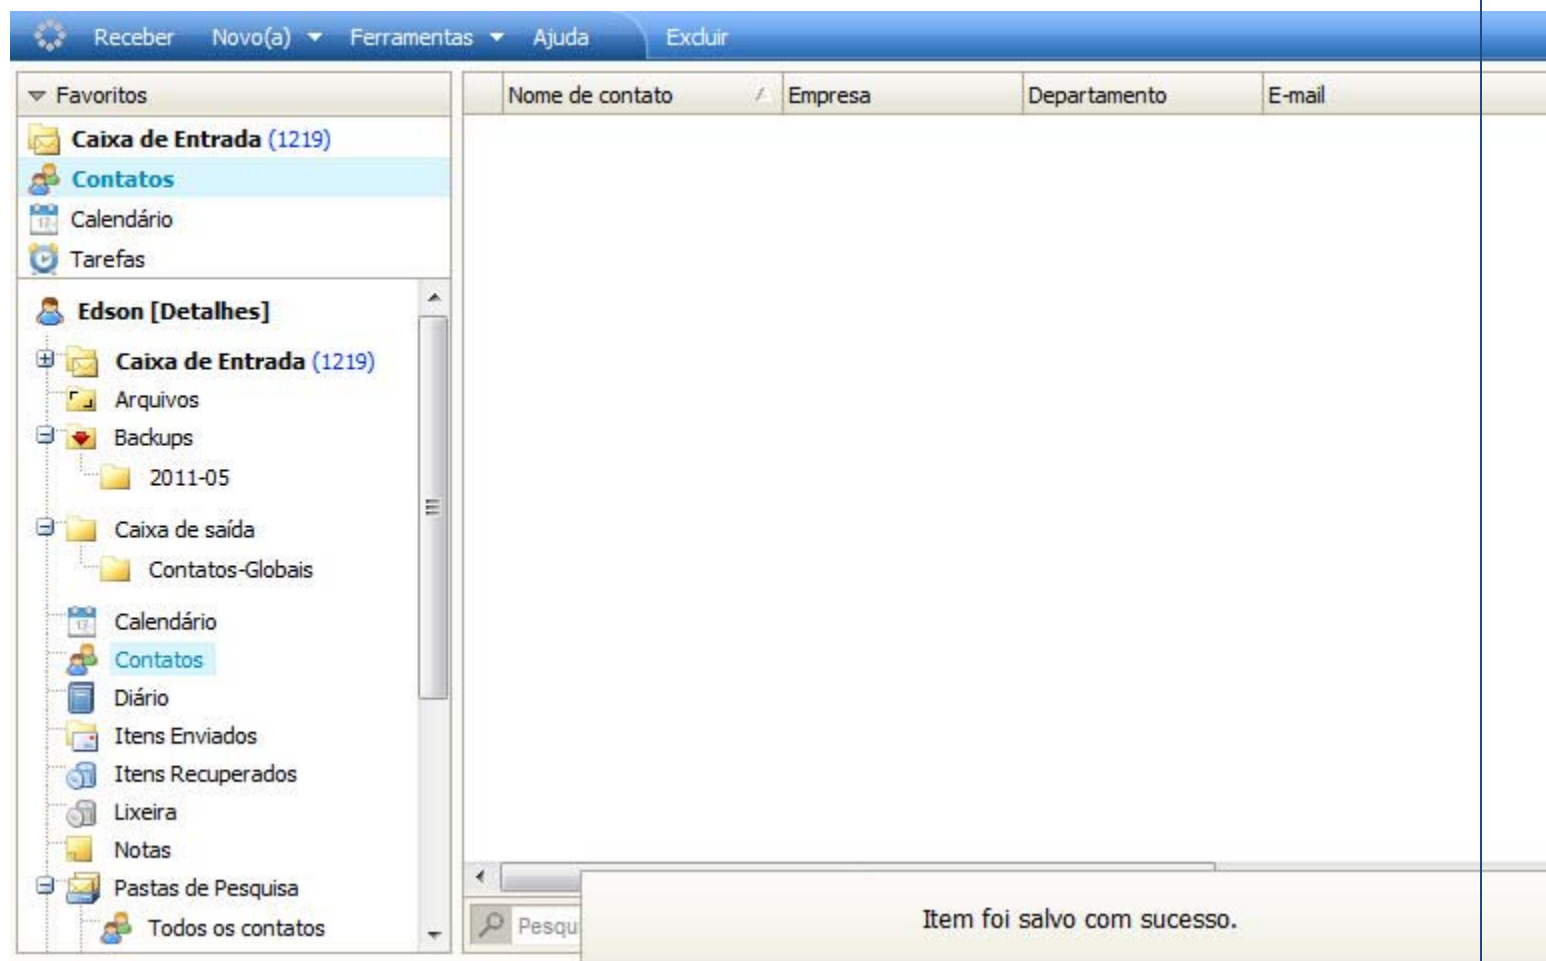 Receber Novo(a) Ferramentas Ajuda Excluir
Favoritos
Caixa de Entrada (1219)
Contatos
Calendário
Tarefas
Edson [Detalhes]
Caixa de Entrada (1219)
Arquivos
Backups
2011-05
Caixa de saída
Contatos-Globais
Calendário
Contatos
Diário
Itens Enviados
Itens Recuperados
Lixeira
Notas
Pastas de Pesquisa
Todos os contatos
Nome de contato Empresa Departamento E-mail
Pesqu
Item foi salvo com sucesso.